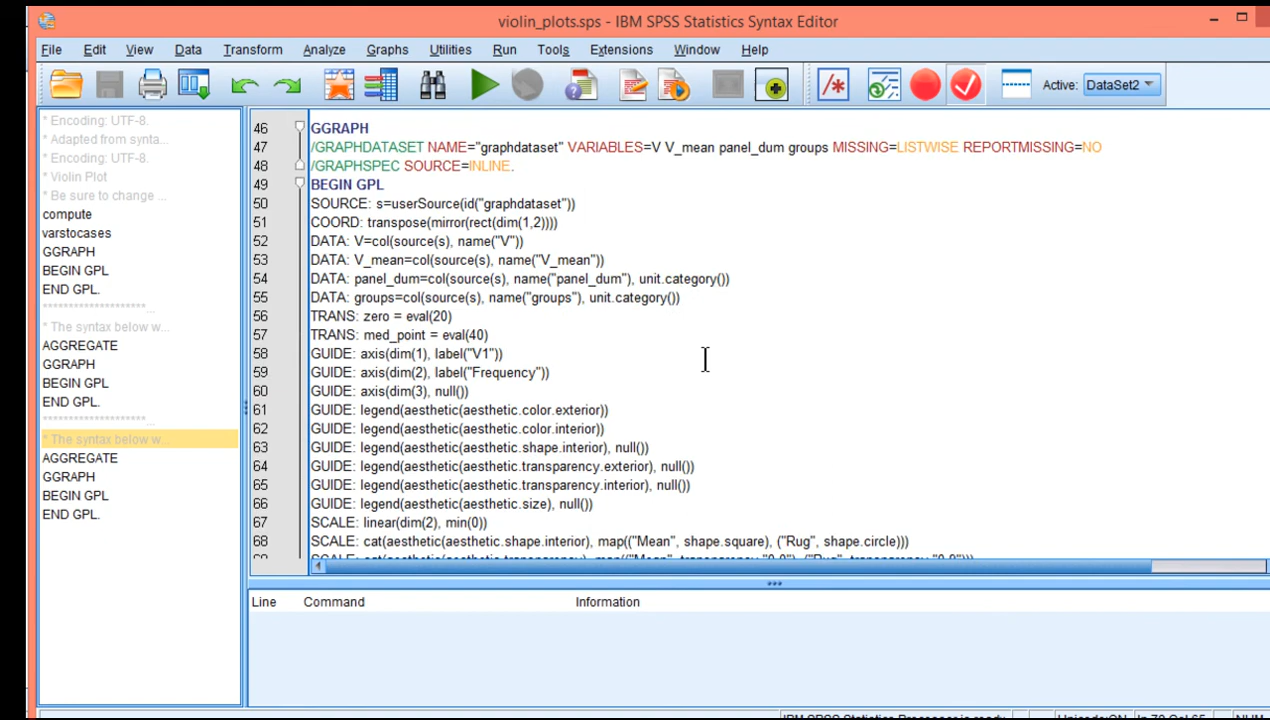 violin_plots.sps - IBM SPSS Statistics Syntax Editor
File Edit View Data Transform Analyze Graphs Utilities Run Tools Extensions Window Help
Active: DataSet2
* Encoding: UTF-8.
* Adapted from synta...
* Encoding: UTF-8.
* Violin Plot
* Be sure to change ...
compute
varstocases
GGRAPH
BEGIN GPL
END GPL.
********************...
* The syntax below w...
AGGREGATE
GGRAPH
BEGIN GPL
END GPL.
********************...
* The syntax below w...
AGGREGATE
GGRAPH
BEGIN GPL
END GPL.
46 GGRAPH
47 /GRAPHDATASET NAME="graphdataset" VARIABLES=V V_mean panel_dum groups MISSING=LISTWISE REPORTMISSING=NO
48 /GRAPHSPEC SOURCE=INLINE.
49 BEGIN GPL
50 SOURCE: s=userSource(id("graphdataset"))
51 COORD: transpose(mirror(rect(dim(1,2))))
52 DATA: V=col(source(s), name("V"))
53 DATA: V_mean=col(source(s), name("V_mean"))
54 DATA: panel_dum=col(source(s), name("panel_dum"), unit.category())
55 DATA: groups=col(source(s), name("groups"), unit.category())
56 TRANS: zero = eval(20)
57 TRANS: med_point = eval(40)
58 GUIDE: axis(dim(1), label("V1"))
59 GUIDE: axis(dim(2), label("Frequency"))
60 GUIDE: axis(dim(3), null())
61 GUIDE: legend(aesthetic(aesthetic.color.exterior))
62 GUIDE: legend(aesthetic(aesthetic.color.interior))
63 GUIDE: legend(aesthetic(aesthetic.shape.interior), null())
64 GUIDE: legend(aesthetic(aesthetic.transparency.exterior), null())
65 GUIDE: legend(aesthetic(aesthetic.transparency.interior), null())
66 GUIDE: legend(aesthetic(aesthetic.size), null())
67 SCALE: linear(dim(2), min(0))
68 SCALE: cat(aesthetic(aesthetic.shape.interior), map(("Mean", shape.square), ("Rug", shape.circle)))
Line Command Information